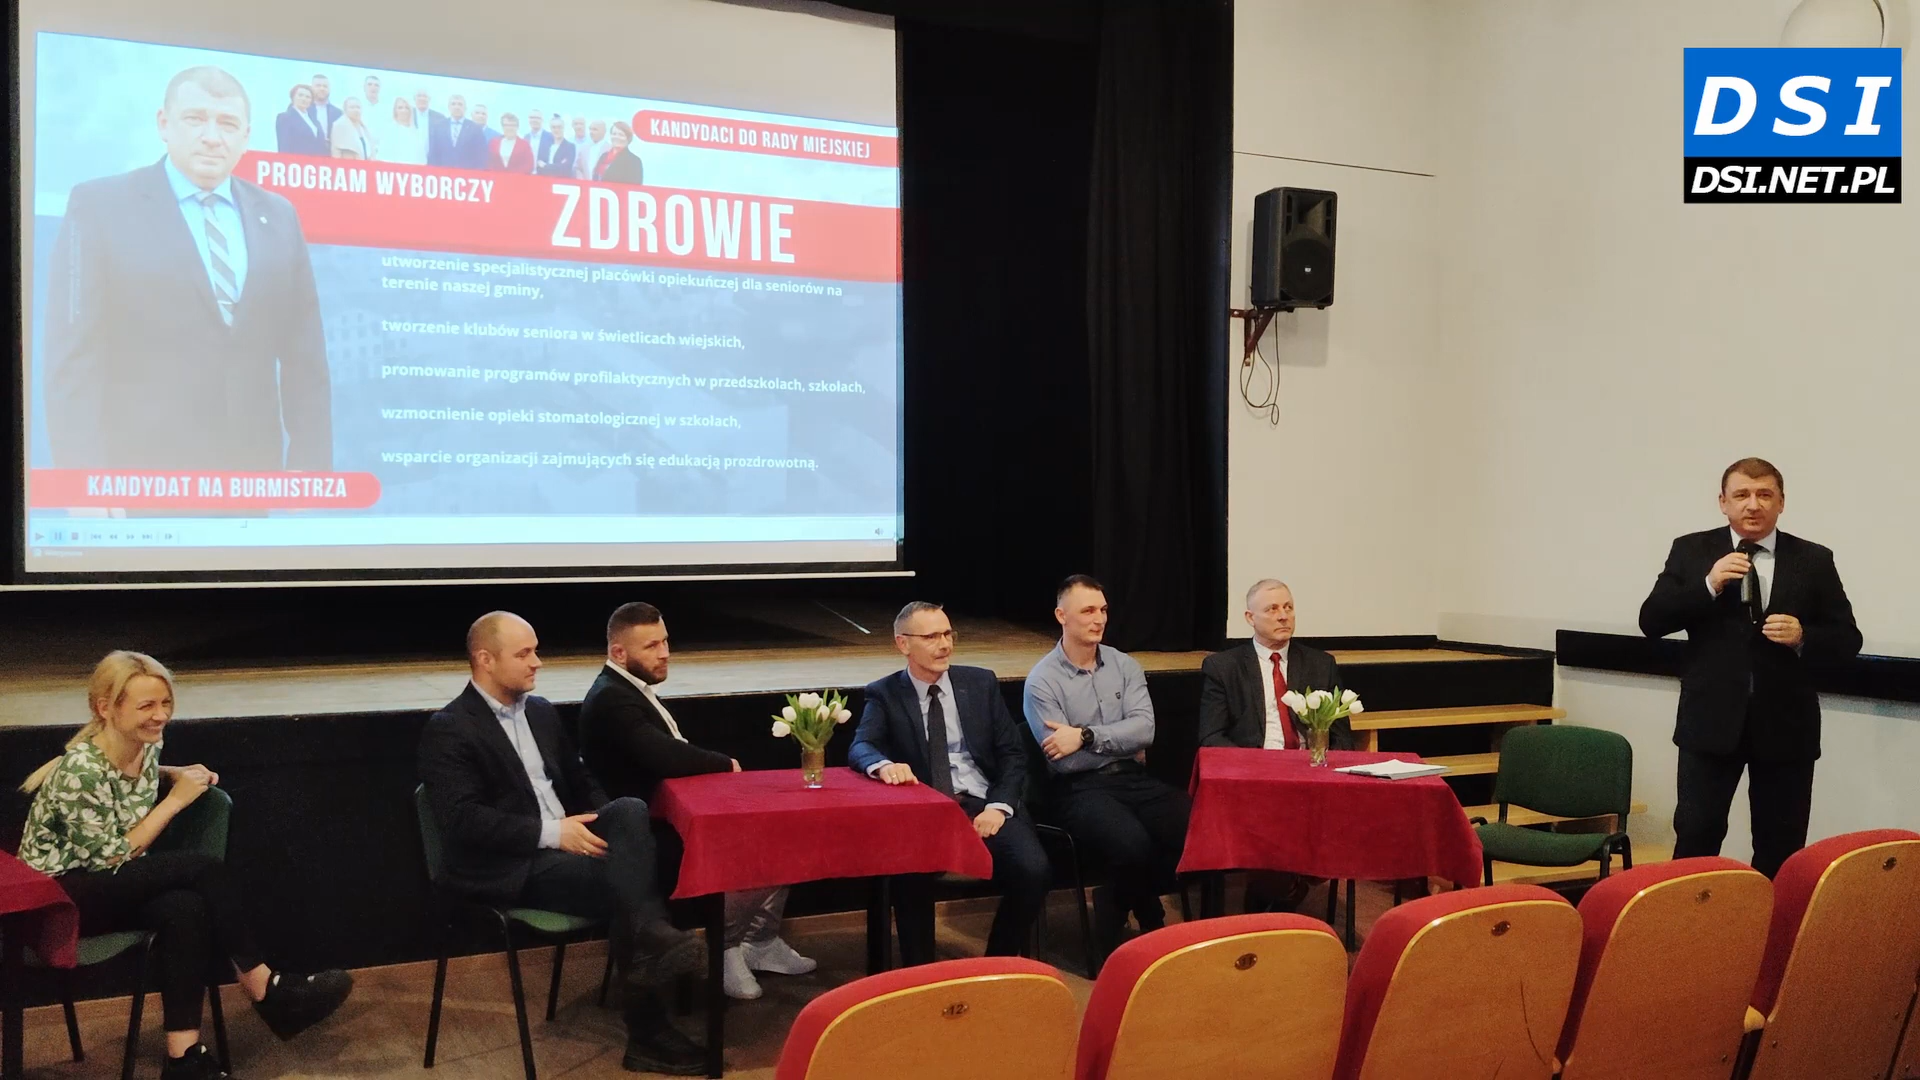 KANDYDACI DO RADY MIEJSKIEJ
PROGRAM WYBORCZY
ZDROWIE
utworzenie specjalistycznej placówki opiekuńczej dla seniorów na
terenie naszej gminy,
tworzenie klubów seniora w świetlicach wiejskich,
promowanie programów profilaktycznych w przedszkolach, szkołach,
wzmocnienie opieki stomatologicznej w szkołach,
wsparcie organizacji zajmujących się edukacją prozdrowotną.
KANDYDAT NA BURMISTRZA
DSI
DSI.NET.PL
12
11